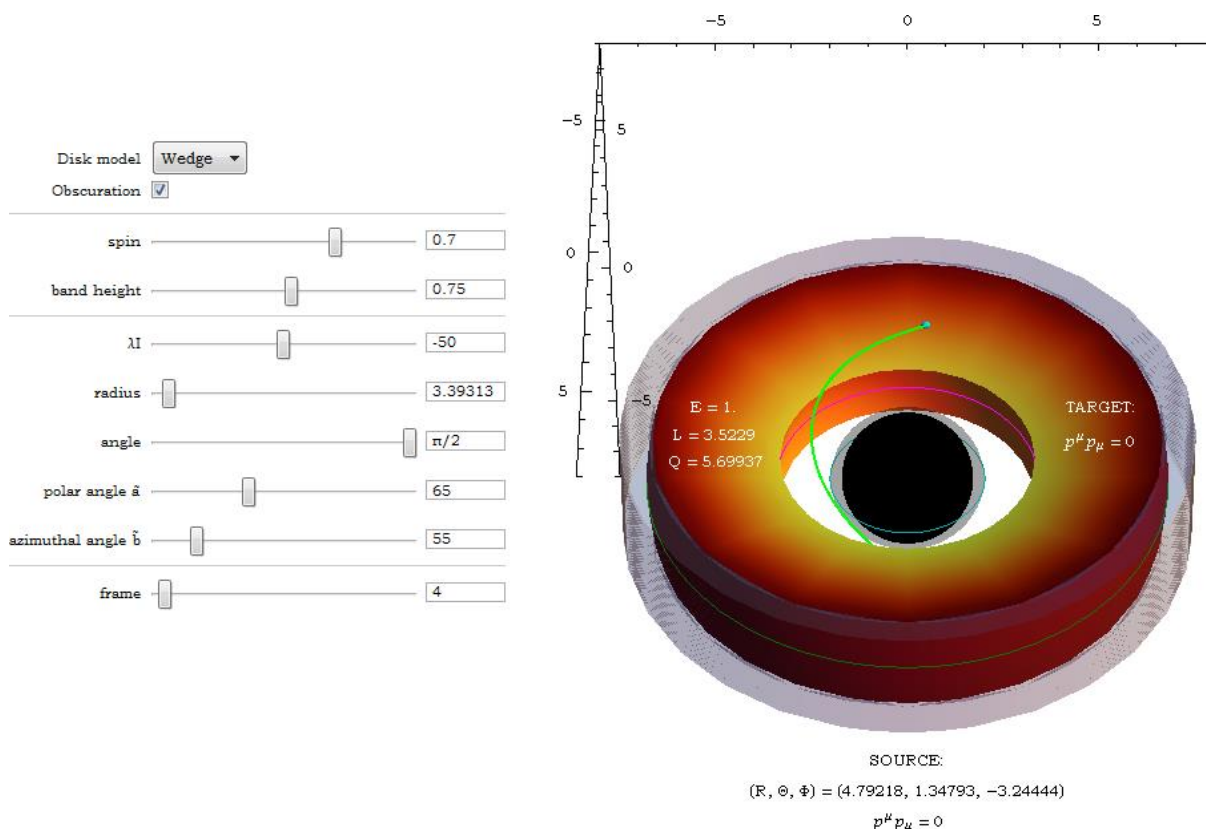 Disk model Wedge
Obscuration
spin 0.7
band height 0.75
λI -50
radius 3.39313
angle π/2
polar angle ã 65
azimuthal angle b̃ 55
frame 4
−5 0 5
−5
5
0
0
5
−5
E = 1.
L = 3.5229
Q = 5.69937
TARGET:
p^μ p_μ = 0
SOURCE:
(R, Θ, Φ) = (4.79218, 1.34793, −3.24444)
p^μ p_μ = 0